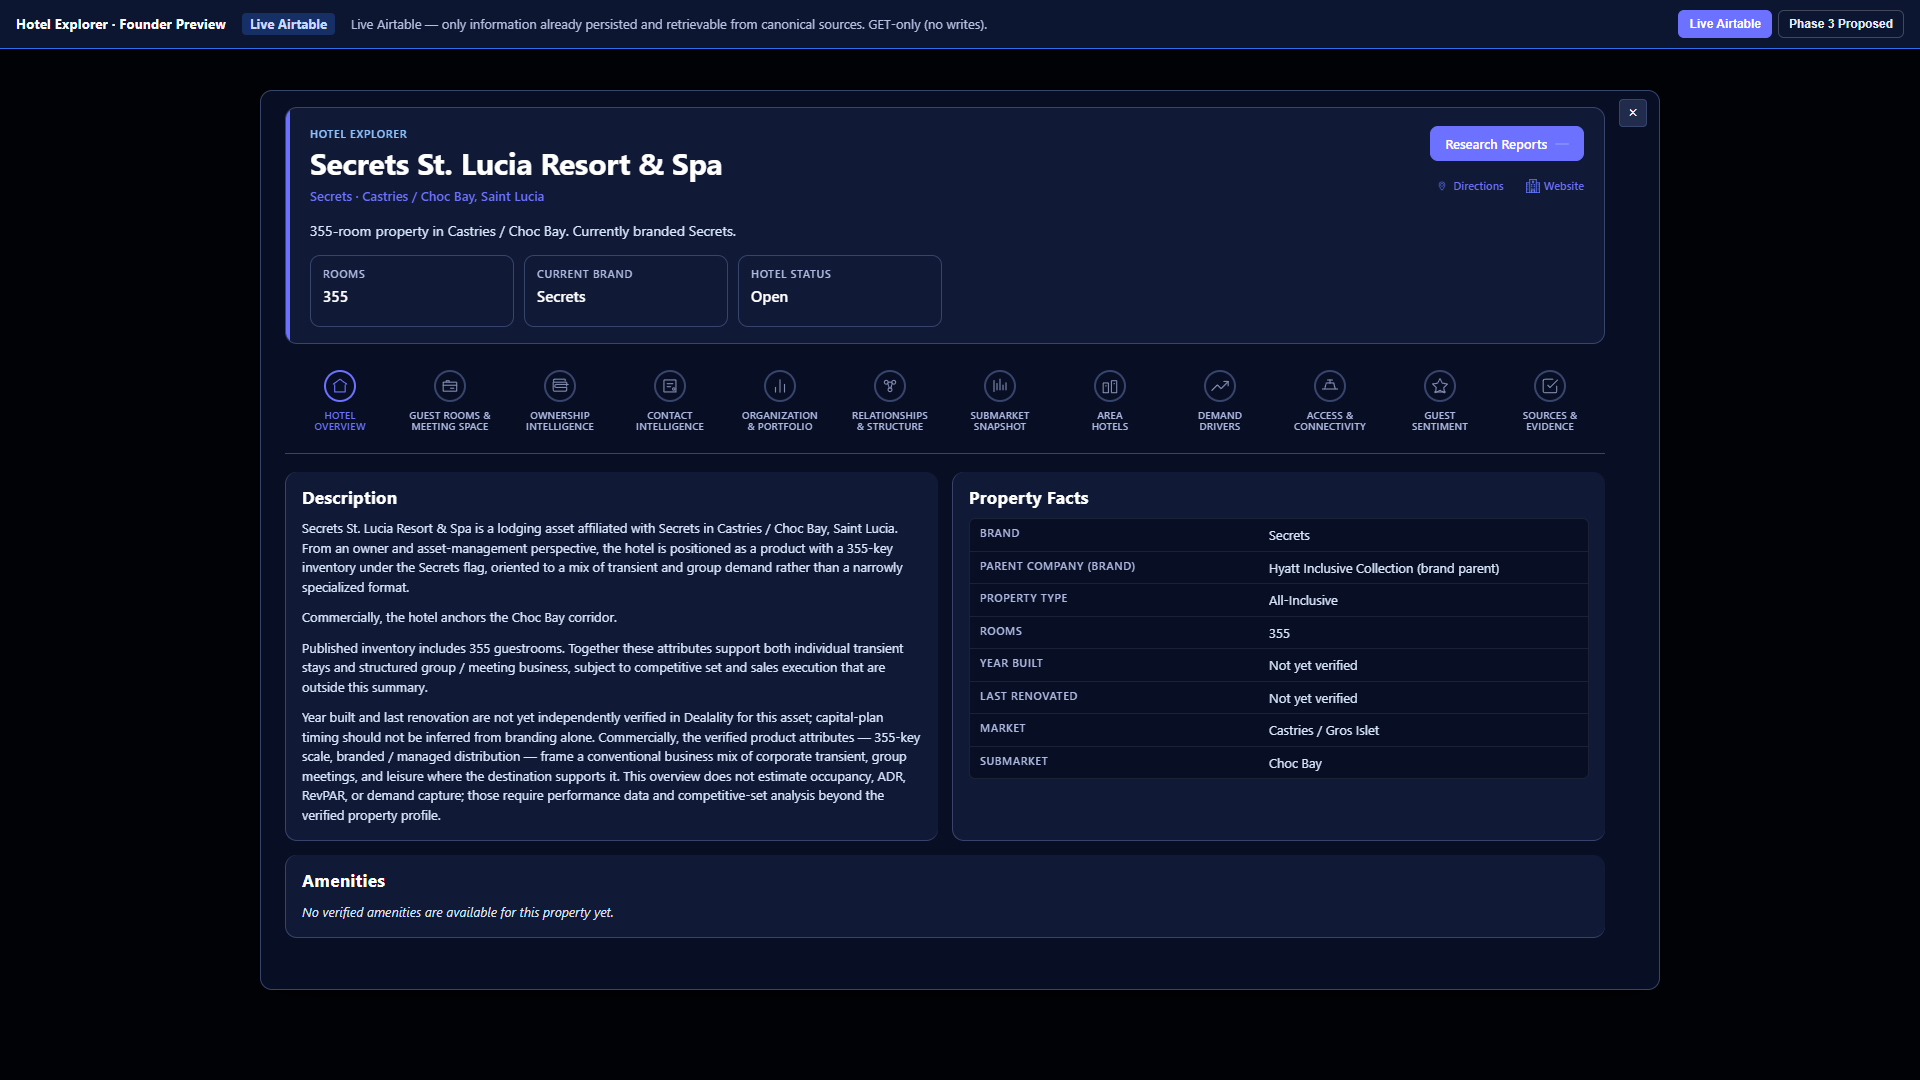 Hotel Explorer · Founder Preview
Live Airtable
Live Airtable — only information already persisted and retrievable from canonical sources. GET-only (no writes).
Live Airtable
Phase 3 Proposed
×
HOTEL EXPLORER
Secrets St. Lucia Resort & Spa
Secrets · Castries / Choc Bay, Saint Lucia
355-room property in Castries / Choc Bay. Currently branded Secrets.
Research Reports —
Directions
Website
ROOMS
355
CURRENT BRAND
Secrets
HOTEL STATUS
Open
HOTEL
OVERVIEW
GUEST ROOMS &
MEETING SPACE
OWNERSHIP
INTELLIGENCE
CONTACT
INTELLIGENCE
ORGANIZATION
& PORTFOLIO
RELATIONSHIPS
& STRUCTURE
SUBMARKET
SNAPSHOT
AREA
HOTELS
DEMAND
DRIVERS
ACCESS &
CONNECTIVITY
GUEST
SENTIMENT
SOURCES &
EVIDENCE
Description
Secrets St. Lucia Resort & Spa is a lodging asset affiliated with Secrets in Castries / Choc Bay, Saint Lucia.
From an owner and asset-management perspective, the hotel is positioned as a product with a 355-key
inventory under the Secrets flag, oriented to a mix of transient and group demand rather than a narrowly
specialized format.
Commercially, the hotel anchors the Choc Bay corridor.
Published inventory includes 355 guestrooms. Together these attributes support both individual transient
stays and structured group / meeting business, subject to competitive set and sales execution that are
outside this summary.
Year built and last renovation are not yet independently verified in Dealality for this asset; capital-plan
timing should not be inferred from branding alone. Commercially, the verified product attributes — 355-key
scale, branded / managed distribution — frame a conventional business mix of corporate transient, group
meetings, and leisure where the destination supports it. This overview does not estimate occupancy, ADR,
RevPAR, or demand capture; those require performance data and competitive-set analysis beyond the
verified property profile.
Property Facts
BRAND
Secrets
PARENT COMPANY (BRAND)
Hyatt Inclusive Collection (brand parent)
PROPERTY TYPE
All-Inclusive
ROOMS
355
YEAR BUILT
Not yet verified
LAST RENOVATED
Not yet verified
MARKET
Castries / Gros Islet
SUBMARKET
Choc Bay
Amenities
No verified amenities are available for this property yet.